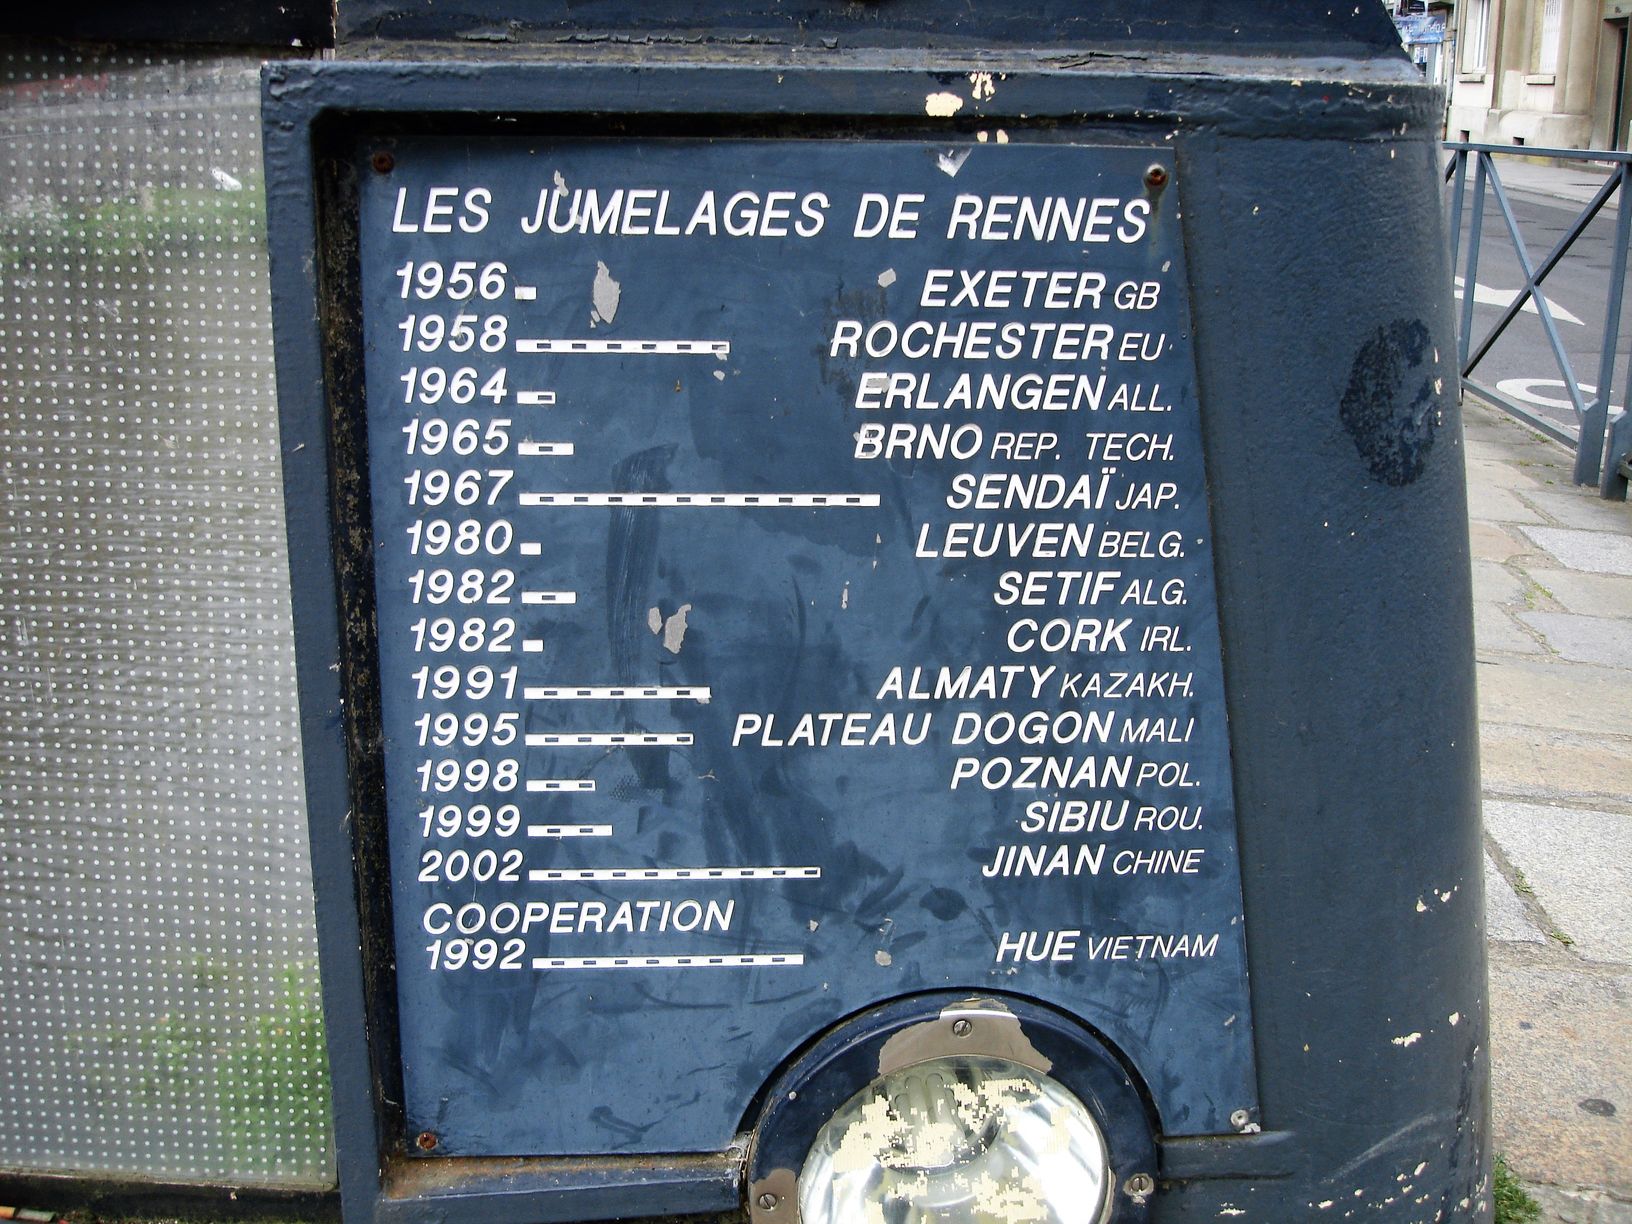 LES JUMELAGES DE RENNES
1956 EXETER GB
1958 ROCHESTER EU
1964 ERLANGEN ALL.
1965 BRNO REP. TECH.
1967 SENDAÏ JAP.
1980 LEUVEN BELG.
1982 SETIF ALG.
1982 CORK IRL.
1991 ALMATY KAZAKH.
1995 PLATEAU DOGON MALI
1998 POZNAN POL.
1999 SIBIU ROU.
2002 JINAN CHINE
COOPERATION
1992 HUE VIETNAM